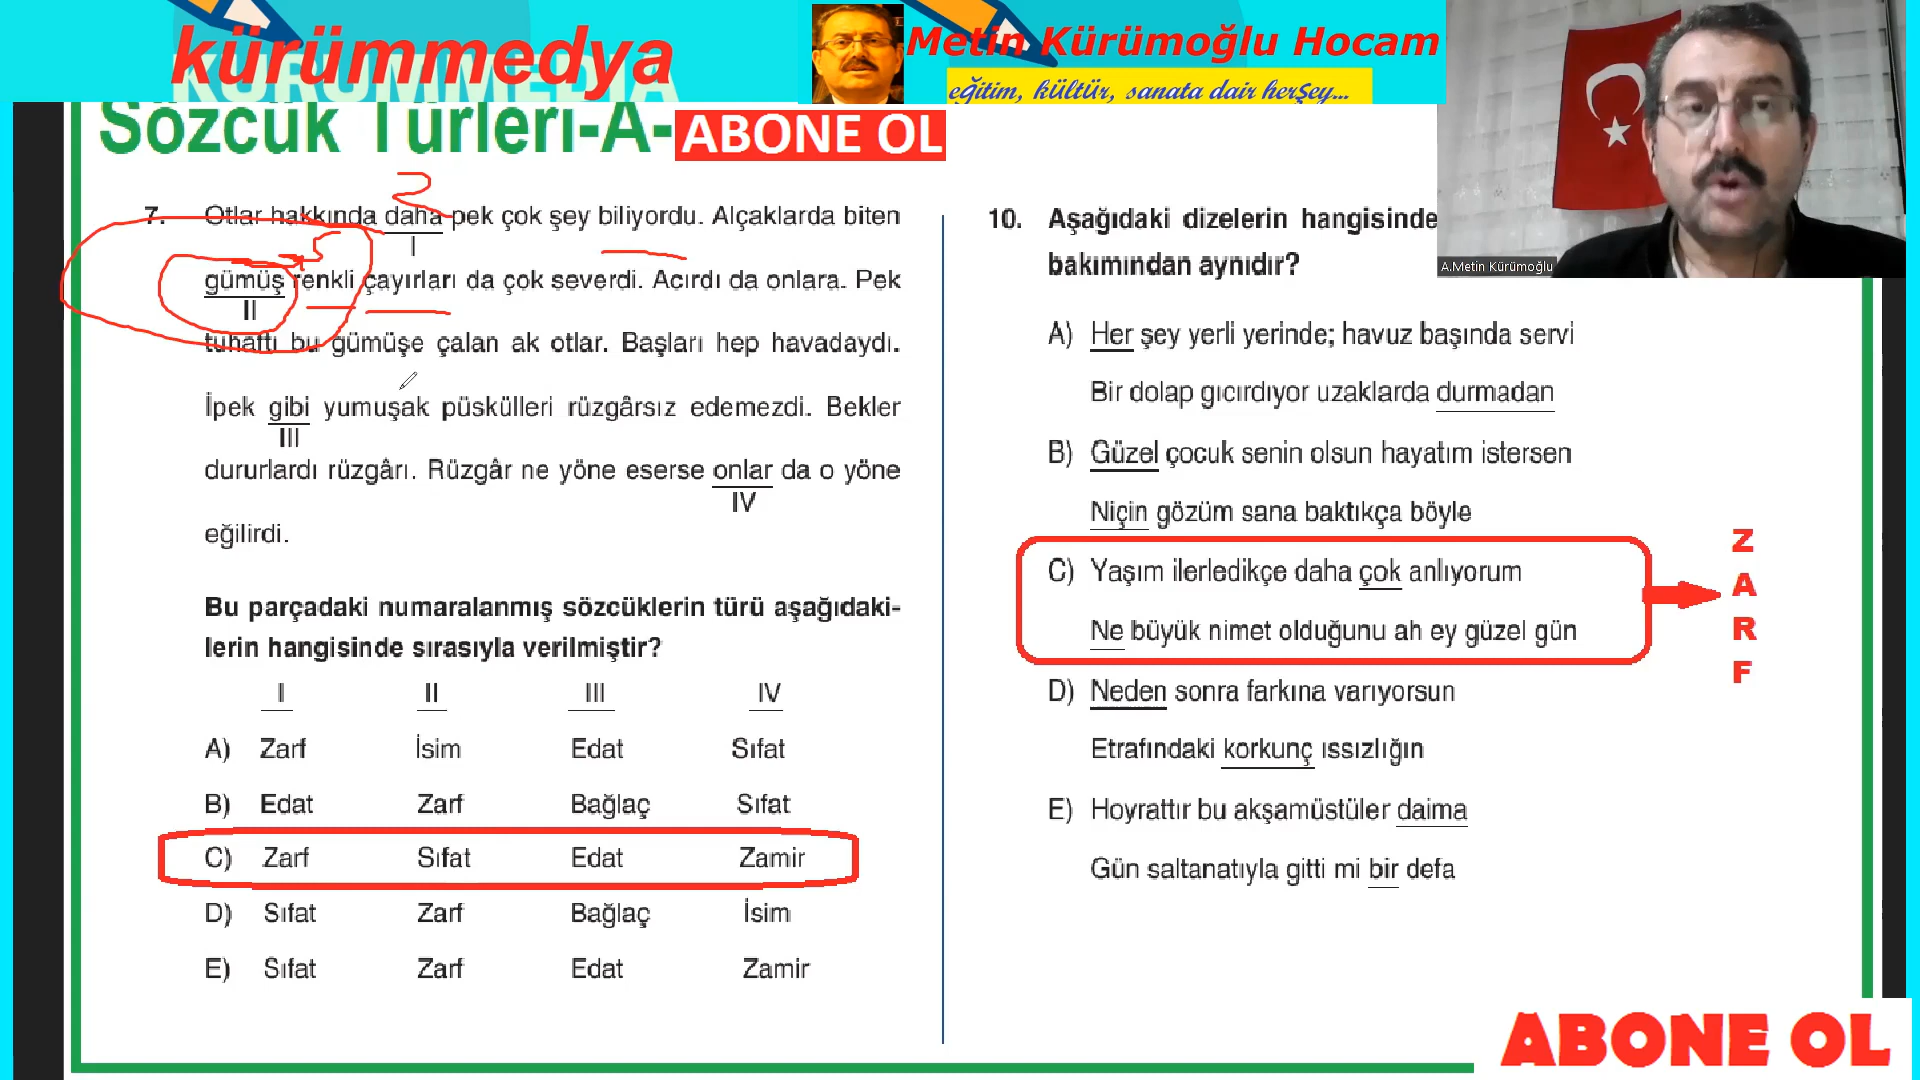 kürümmedya
KURUMMEDIA
Metin Kürümoğlu Hocam
eğitim, kültür, sanata dair herşey...
Sözcük Türleri-A-
ABONE OL
A.Metin Kürümoğlu
7. Otlar hakkında daha pek çok şey biliyordu. Alçaklarda biten
I
gümüş renkli çayırları da çok severdi. Acırdı da onlara. Pek
II
tuhaftı bu gümüşe çalan ak otlar. Başları hep havadaydı.
İpek gibi yumuşak püskülleri rüzgârsız edemezdi. Bekler
III
dururlardı rüzgârı. Rüzgâr ne yöne eserse onlar da o yöne
IV
eğilirdi.
Bu parçadaki numaralanmış sözcüklerin türü aşağıdaki-
lerin hangisinde sırasıyla verilmiştir?
I II III IV
A) Zarf İsim Edat Sıfat
B) Edat Zarf Bağlaç Sıfat
C) Zarf Sıfat Edat Zamir
D) Sıfat Zarf Bağlaç İsim
E) Sıfat Zarf Edat Zamir
10. Aşağıdaki dizelerin hangisinde
bakımından aynıdır?
A) Her şey yerli yerinde; havuz başında servi
Bir dolap gıcırdıyor uzaklarda durmadan
B) Güzel çocuk senin olsun hayatım istersen
Niçin gözüm sana baktıkça böyle
C) Yaşım ilerledikçe daha çok anlıyorum
Ne büyük nimet olduğunu ah ey güzel gün
D) Neden sonra farkına varıyorsun
Etrafındaki korkunç ıssızlığın
E) Hoyrattır bu akşamüstüler daima
Gün saltanatıyla gitti mi bir defa
Z
A
R
F
ABONE OL